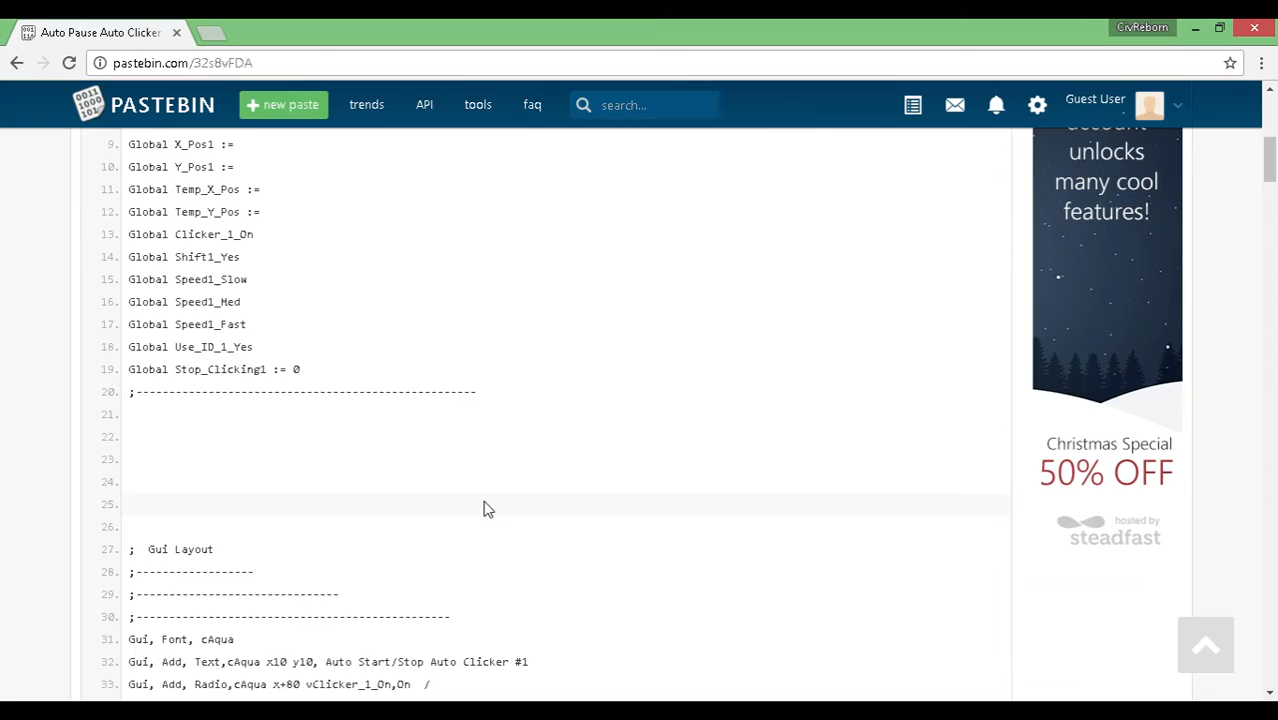 Auto Pause Auto Clicker
CivReborn
pastebin.com/32s8vFDA
PASTEBIN
new paste
trends
API
tools
faq
search...
Guest User
9. Global X_Pos1 :=
10. Global Y_Pos1 :=
11. Global Temp_X_Pos :=
12. Global Temp_Y_Pos :=
13. Global Clicker_1_On
14. Global Shift1_Yes
15. Global Speed1_Slow
16. Global Speed1_Med
17. Global Speed1_Fast
18. Global Use_ID_1_Yes
19. Global Stop_Clicking1 := 0
20. ;----------------------------------------------------
21.
22.
23.
24.
25.
26.
27. ;  Gui Layout
28. ;------------------
29. ;-------------------------------
30. ;------------------------------------------------
31. Gui, Font, cAqua
32. Gui, Add, Text,cAqua x10 y10, Auto Start/Stop Auto Clicker #1
33. Gui, Add, Radio,cAqua x+80 vClicker_1_On,On  /
unlocks
many cool
features!
Christmas Special
50% OFF
hosted by
steadfast